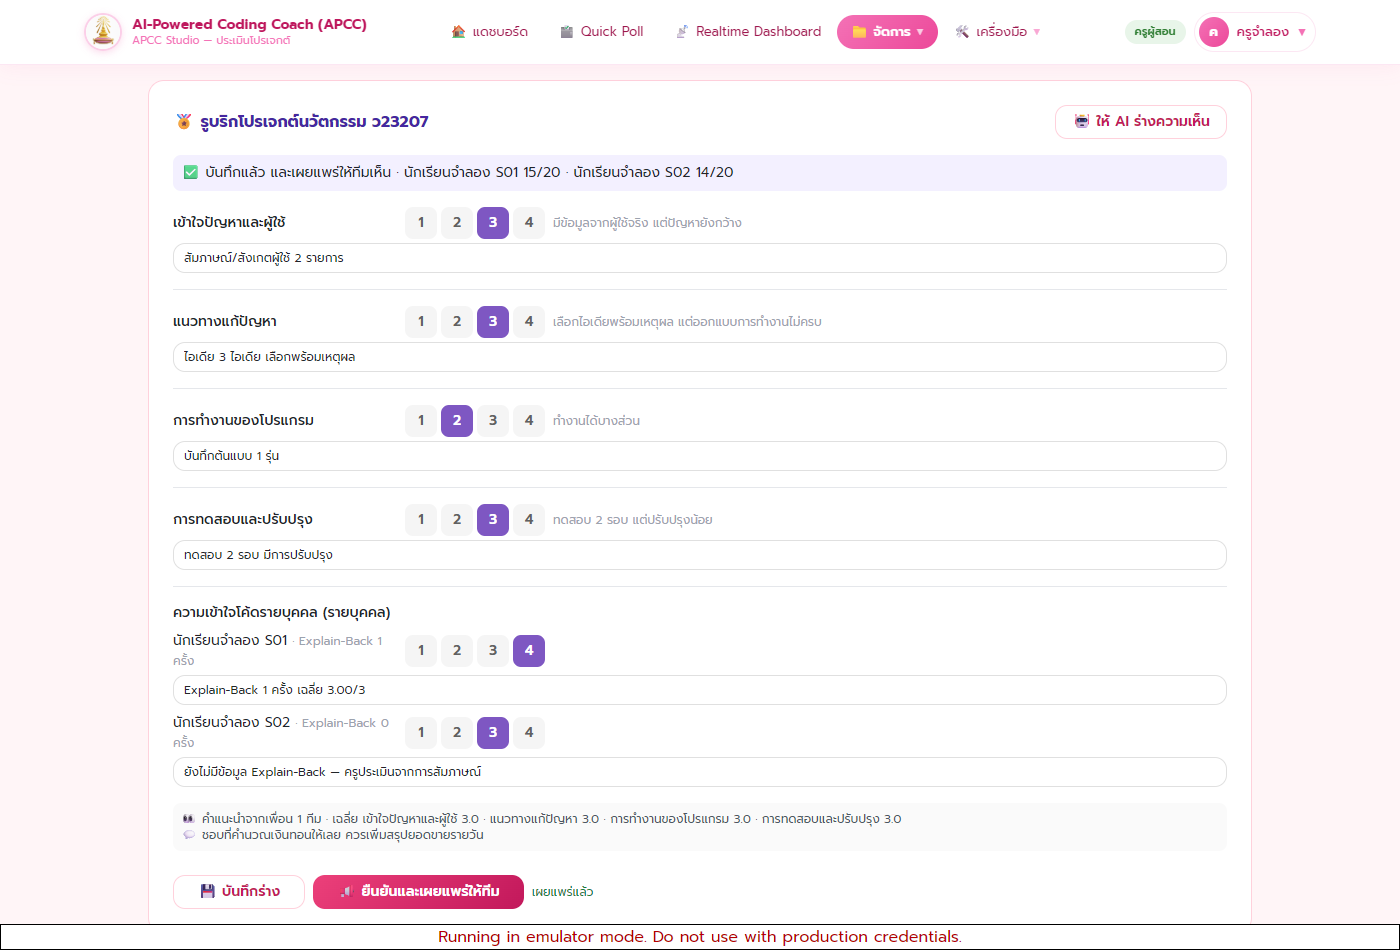 AI-Powered Coding Coach (APCC)
APCC Studio — ประเมินโปรเจกต์
แดชบอร์ด
Quick Poll
Realtime Dashboard
จัดการ ▾
เครื่องมือ ▾
ครูผู้สอน
ค
ครูจำลอง ▾
รูบริกโปรเจกต์นวัตกรรม ว23207
ให้ AI ร่างความเห็น
✅ บันทึกแล้ว และเผยแพร่ให้ทีมเห็น · นักเรียนจำลอง S01 15/20 · นักเรียนจำลอง S02 14/20
เข้าใจปัญหาและผู้ใช้ 1 2 3 4 มีข้อมูลจากผู้ใช้จริง แต่ปัญหายังกว้าง
สัมภาษณ์/สังเกตผู้ใช้ 2 รายการ
แนวทางแก้ปัญหา 1 2 3 4 เลือกไอเดียพร้อมเหตุผล แต่ออกแบบการทำงานไม่ครบ
ไอเดีย 3 ไอเดีย เลือกพร้อมเหตุผล
การทำงานของโปรแกรม 1 2 3 4 ทำงานได้บางส่วน
บันทึกต้นแบบ 1 รุ่น
การทดสอบและปรับปรุง 1 2 3 4 ทดสอบ 2 รอบ แต่ปรับปรุงน้อย
ทดสอบ 2 รอบ มีการปรับปรุง
ความเข้าใจโค้ดรายบุคคล (รายบุคคล)
นักเรียนจำลอง S01 · Explain-Back 1
ครั้ง
1 2 3 4
Explain-Back 1 ครั้ง เฉลี่ย 3.00/3
นักเรียนจำลอง S02 · Explain-Back 0
ครั้ง
1 2 3 4
ยังไม่มีข้อมูล Explain-Back — ครูประเมินจากการสัมภาษณ์
คำแนะนำจากเพื่อน 1 ทีม · เฉลี่ย เข้าใจปัญหาและผู้ใช้ 3.0 · แนวทางแก้ปัญหา 3.0 · การทำงานของโปรแกรม 3.0 · การทดสอบและปรับปรุง 3.0
ชอบที่คำนวณเงินทอนให้เลย ควรเพิ่มสรุปยอดขายรายวัน
บันทึกร่าง
ยืนยันและเผยแพร่ให้ทีม
เผยแพร่แล้ว
Running in emulator mode. Do not use with production credentials.